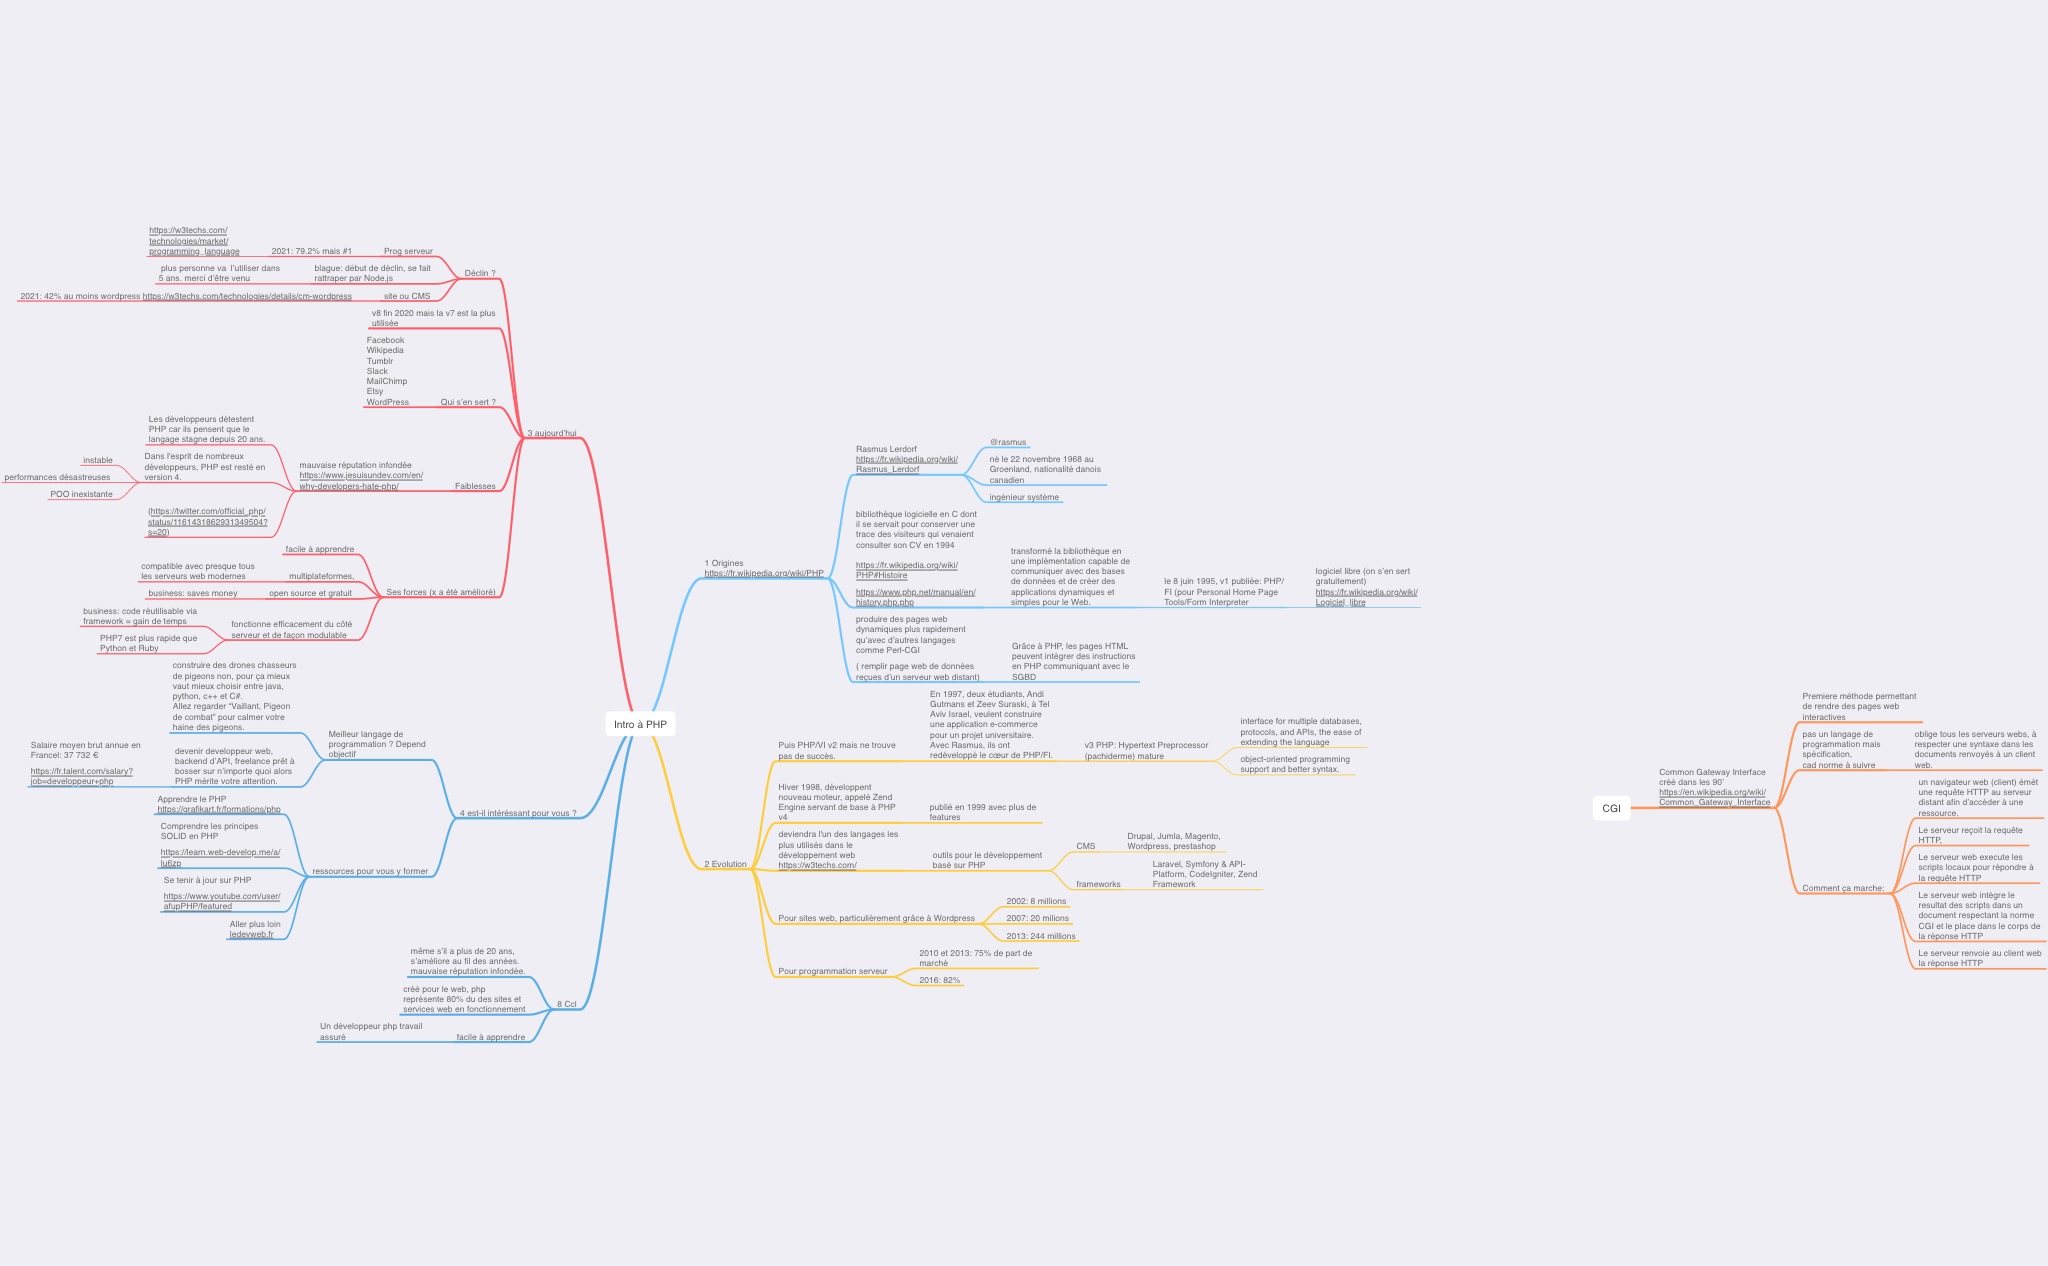 Intro à PHP
1 Origines
https://fr.wikipedia.org/wiki/PHP
Rasmus Lerdorf
https://fr.wikipedia.org/wiki/
Rasmus_Lerdorf
@rasmus
né le 22 novembre 1968 au
Groenland, nationalité danois
canadien
ingénieur système
bibliothèque logicielle en C dont
il se servait pour conserver une
trace des visiteurs qui venaient
consulter son CV en 1994
https://fr.wikipedia.org/wiki/
PHP#Histoire
https://www.php.net/manual/en/
history.php.php
transformé la bibliothèque en
une implémentation capable de
communiquer avec des bases
de données et de créer des
applications dynamiques et
simples pour le Web.
le 8 juin 1995, v1 publiée: PHP/
FI (pour Personal Home Page
Tools/Form Interpreter
logiciel libre (on s'en sert
gratuitement)
https://fr.wikipedia.org/wiki/
Logiciel_libre
produire des pages web
dynamiques plus rapidement
qu'avec d'autres langages
comme Perl-CGI
( remplir page web de données
reçues d'un serveur web distant)
Grâce à PHP, les pages HTML
peuvent intégrer des instructions
en PHP communiquant avec le
SGBD
2 Evolution
Puis PHP/VI v2 mais ne trouve
pas de succès.
En 1997, deux étudiants, Andi
Gutmans et Zeev Suraski, à Tel
Aviv Israel, veulent construire
une application e-commerce
pour un projet universitaire.
Avec Rasmus, ils ont
redéveloppé le cœur de PHP/FI.
v3 PHP: Hypertext Preprocessor
(pachiderme) mature
interface for multiple databases,
protocols, and APIs, the ease of
extending the language
object-oriented programming
support and better syntax.
Hiver 1998, développent
nouveau moteur, appelé Zend
Engine servant de base à PHP
v4
publié en 1999 avec plus de
features
deviendra l'un des langages les
plus utilisés dans le
développement web
https://w3techs.com/
outils pour le développement
basé sur PHP
CMS
Drupal, Jumla, Magento,
Wordpress, prestashop
frameworks
Laravel, Symfony & API-
Platform, CodeIgniter, Zend
Framework
Pour sites web, particulièrement grâce à Wordpress
2002: 8 millions
2007: 20 milions
2013: 244 millions
Pour programmation serveur
2010 et 2013: 75% de part de
marché
2016: 82%
3 aujourd'hui
Déclin ?
Prog serveur
2021: 79.2% mais #1
https://w3techs.com/
technologies/market/
programming_language
blague: début de déclin, se fait
rattraper par Node.js
plus personne va l'utiliser dans
5 ans. merci d'être venu
site ou CMS
2021: 42% au moins wordpress https://w3techs.com/technologies/details/cm-wordpress
v8 fin 2020 mais la v7 est la plus
utilisée
Qui s'en sert ?
Facebook
Wikipedia
Tumblr
Slack
MailChimp
Etsy
WordPress
Faiblesses
mauvaise réputation infondée
https://www.jesuisundev.com/en/
why-developers-hate-php/
Les développeurs détestent
PHP car ils pensent que le
langage stagne depuis 20 ans.
Dans l'esprit de nombreux
développeurs, PHP est resté en
version 4.
instable
performances désastreuses
POO inexistante
(https://twitter.com/official_php/
status/1161431862931349504?
s=20)
Ses forces (x a été amélioré)
facile à apprendre
multiplateformes,
compatible avec presque tous
les serveurs web modernes
open source et gratuit
business: saves money
fonctionne efficacement du côté
serveur et de façon modulable
business: code réutilisable via
framework = gain de temps
PHP7 est plus rapide que
Python et Ruby
4 est-il intéréssant pour vous ?
Meilleur langage de
programmation ? Depend
objectif
construire des drones chasseurs
de pigeons non, pour ça mieux
vaut mieux choisir entre java,
python, c++ et C#.
Allez regarder "Vaillant, Pigeon
de combat" pour calmer votre
haine des pigeons.
devenir developpeur web,
backend d'API, freelance prêt à
bosser sur n'importe quoi alors
PHP mérite votre attention.
Salaire moyen brut annue en
Francel: 37 732 €
https://fr.talent.com/salary?
job=developpeur+php
ressources pour vous y former
Apprendre le PHP
https://grafikart.fr/formations/php
Comprendre les principes
SOLID en PHP
https://learn.web-develop.me/a/
lu6zp
Se tenir à jour sur PHP
https://www.youtube.com/user/
afupPHP/featured
Aller plus loin
ledevweb.fr
8 Ccl
même s'il a plus de 20 ans,
s'améliore au fil des années.
mauvaise réputation infondée.
créé pour le web, php
représente 80% du des sites et
services web en fonctionnement
facile à apprendre
Un développeur php travail
assuré
CGI
Common Gateway Interface
créé dans les 90'
https://en.wikipedia.org/wiki/
Common_Gateway_Interface
Premiere méthode permettant
de rendre des pages web
interactives
pas un langage de
programmation mais
spécification,
cad norme à suivre
oblige tous les serveurs webs, à
respecter une syntaxe dans les
documents renvoyés à un client
web.
Comment ça marche:
un navigateur web (client) émét
une requête HTTP au serveur
distant afin d'accéder à une
ressource.
Le serveur reçoit la requête
HTTP,
Le serveur web execute les
scripts locaux pour répondre à
la requête HTTP
Le serveur web intègre le
resultat des scripts dans un
document respectant la norme
CGI et le place dans le corps de
la réponse HTTP
Le serveur renvoie au client web
la réponse HTTP